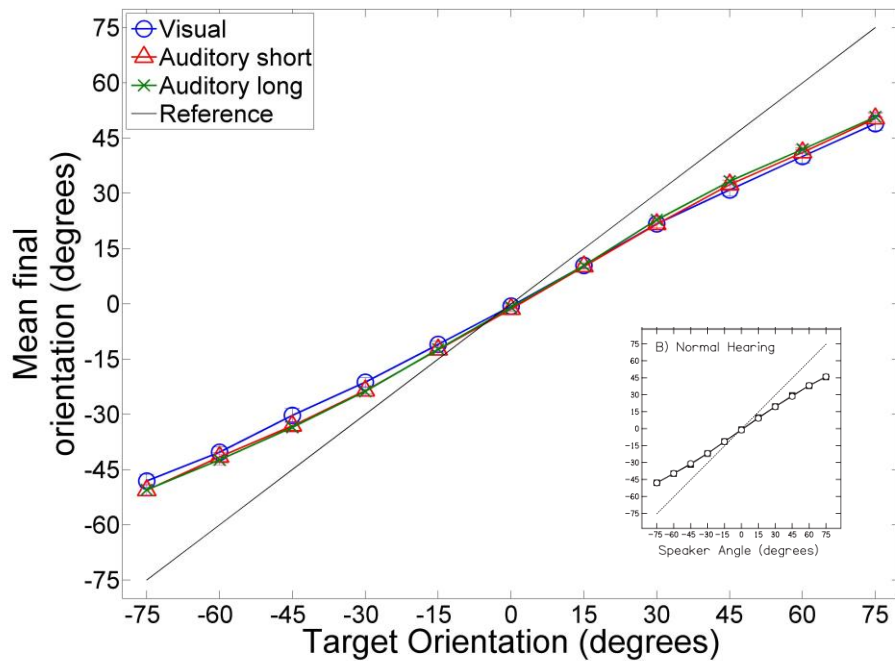 75
60
45
30
15
0
-15
-30
-45
-60
-75
Mean final
orientation (degrees)
Visual
Auditory short
Auditory long
Reference
B) Normal Hearing
75
60
45
30
15
0
-15
-30
-45
-60
-75
-75 -60 -45 -30 -15 0 15 30 45 60 75
Speaker Angle (degrees)
-75 -60 -45 -30 -15 0 15 30 45 60 75
Target Orientation (degrees)